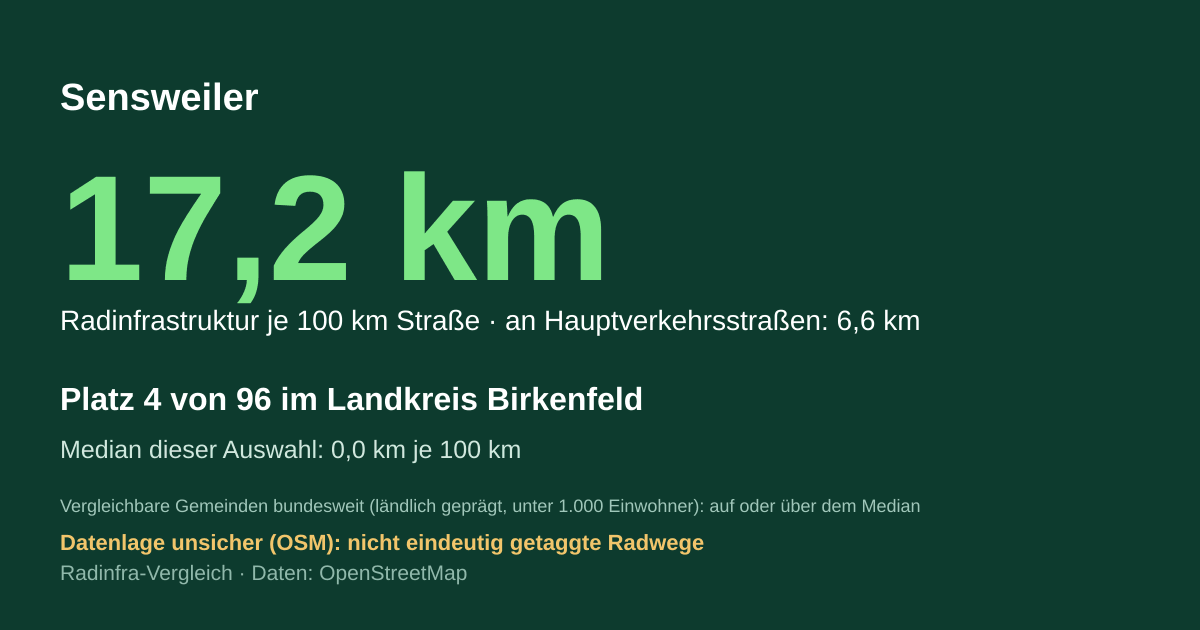 Sensweiler
17,2 km
Radinfrastruktur je 100 km Straße · an Hauptverkehrsstraßen: 6,6 km
Platz 4 von 96 im Landkreis Birkenfeld
Median dieser Auswahl: 0,0 km je 100 km
Vergleichbare Gemeinden bundesweit (ländlich geprägt, unter 1.000 Einwohner): auf oder über dem Median
Datenlage unsicher (OSM): nicht eindeutig getaggte Radwege
Radinfra-Vergleich · Daten: OpenStreetMap